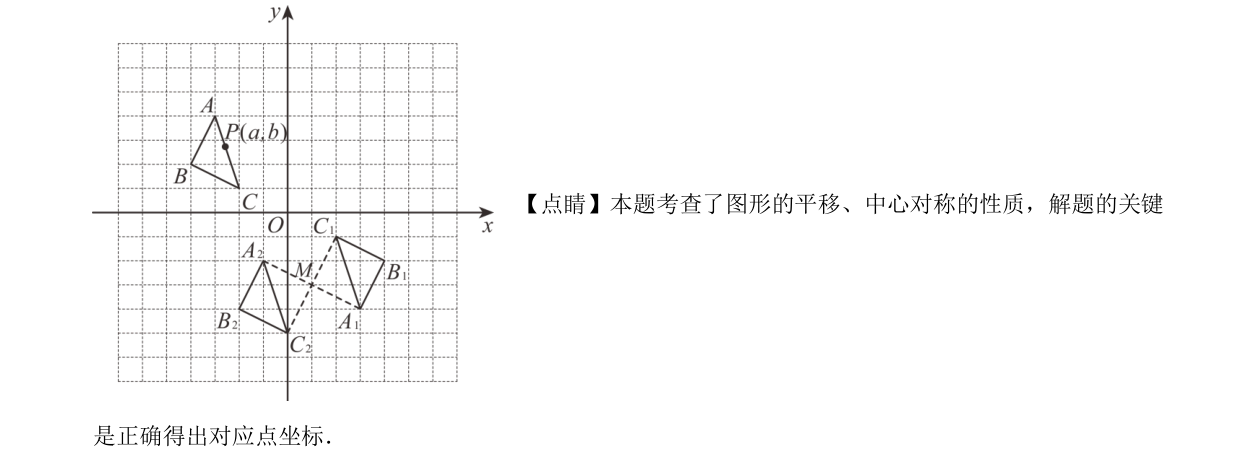 y
A
P(a,b)
B
C
O
C₁
x
A₂
M
B₁
B₂
A₁
C₂
【点睛】本题考查了图形的平移、中心对称的性质，解题的关键
是正确得出对应点坐标．